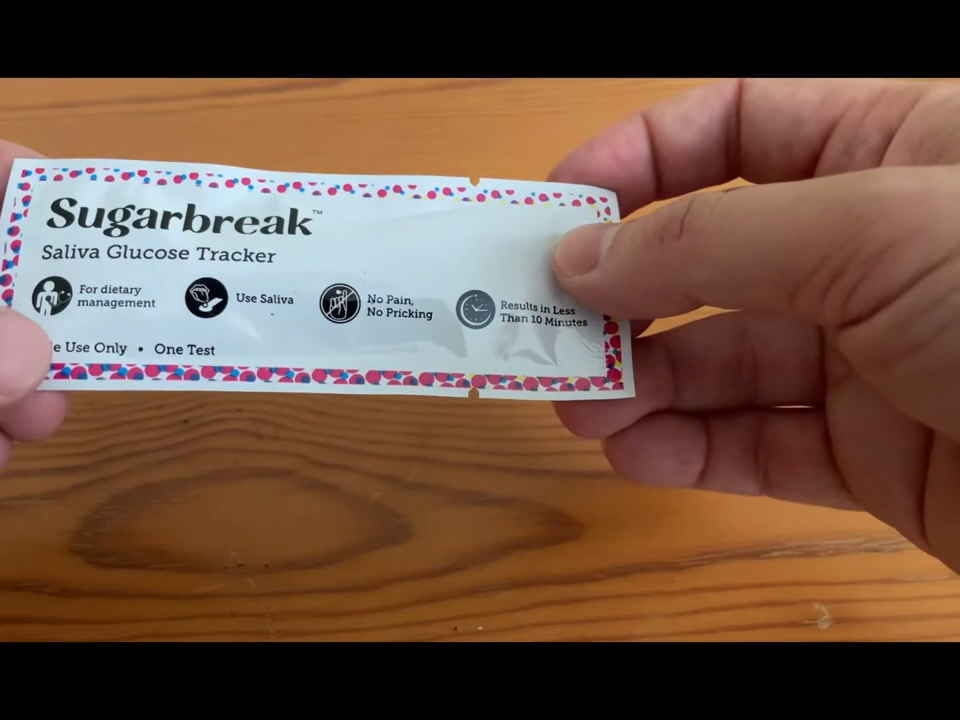 Sugarbreak™
Saliva Glucose Tracker
For dietary
management
Use Saliva
No Pain,
No Pricking
Results in Less
Than 10 Minutes
Use Only • One Test